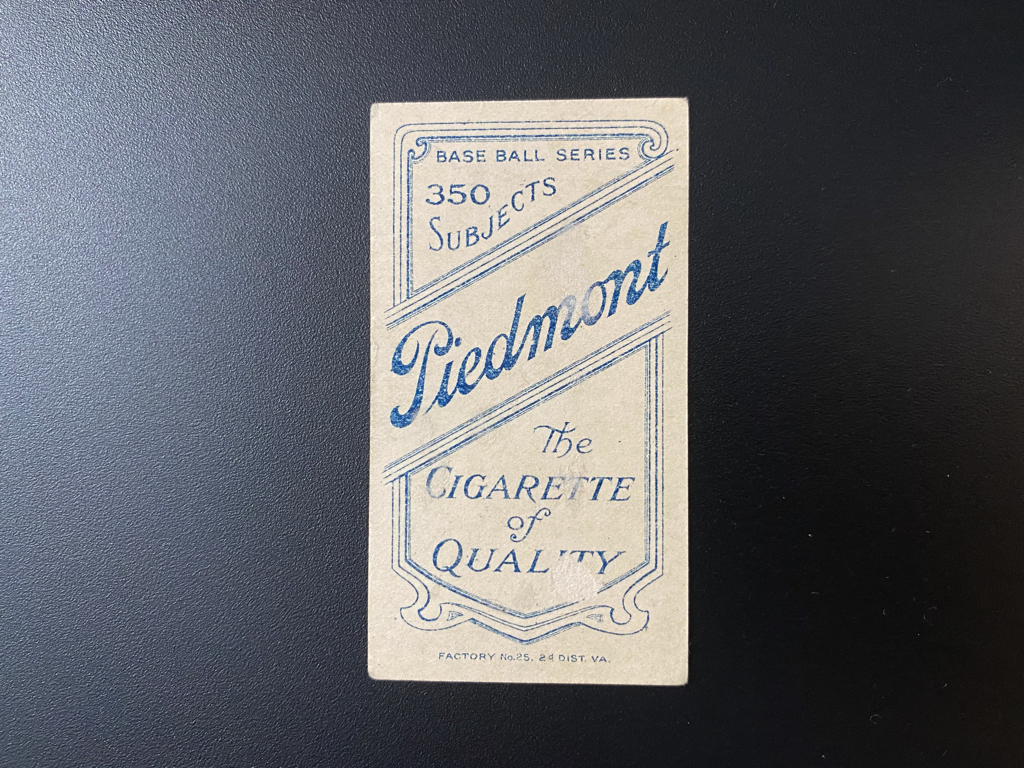 BASE BALL SERIES
350
SUBJECTS
Piedmont
The
CIGARETTE
of
QUALITY
FACTORY No. 25, 2d DIST. VA.